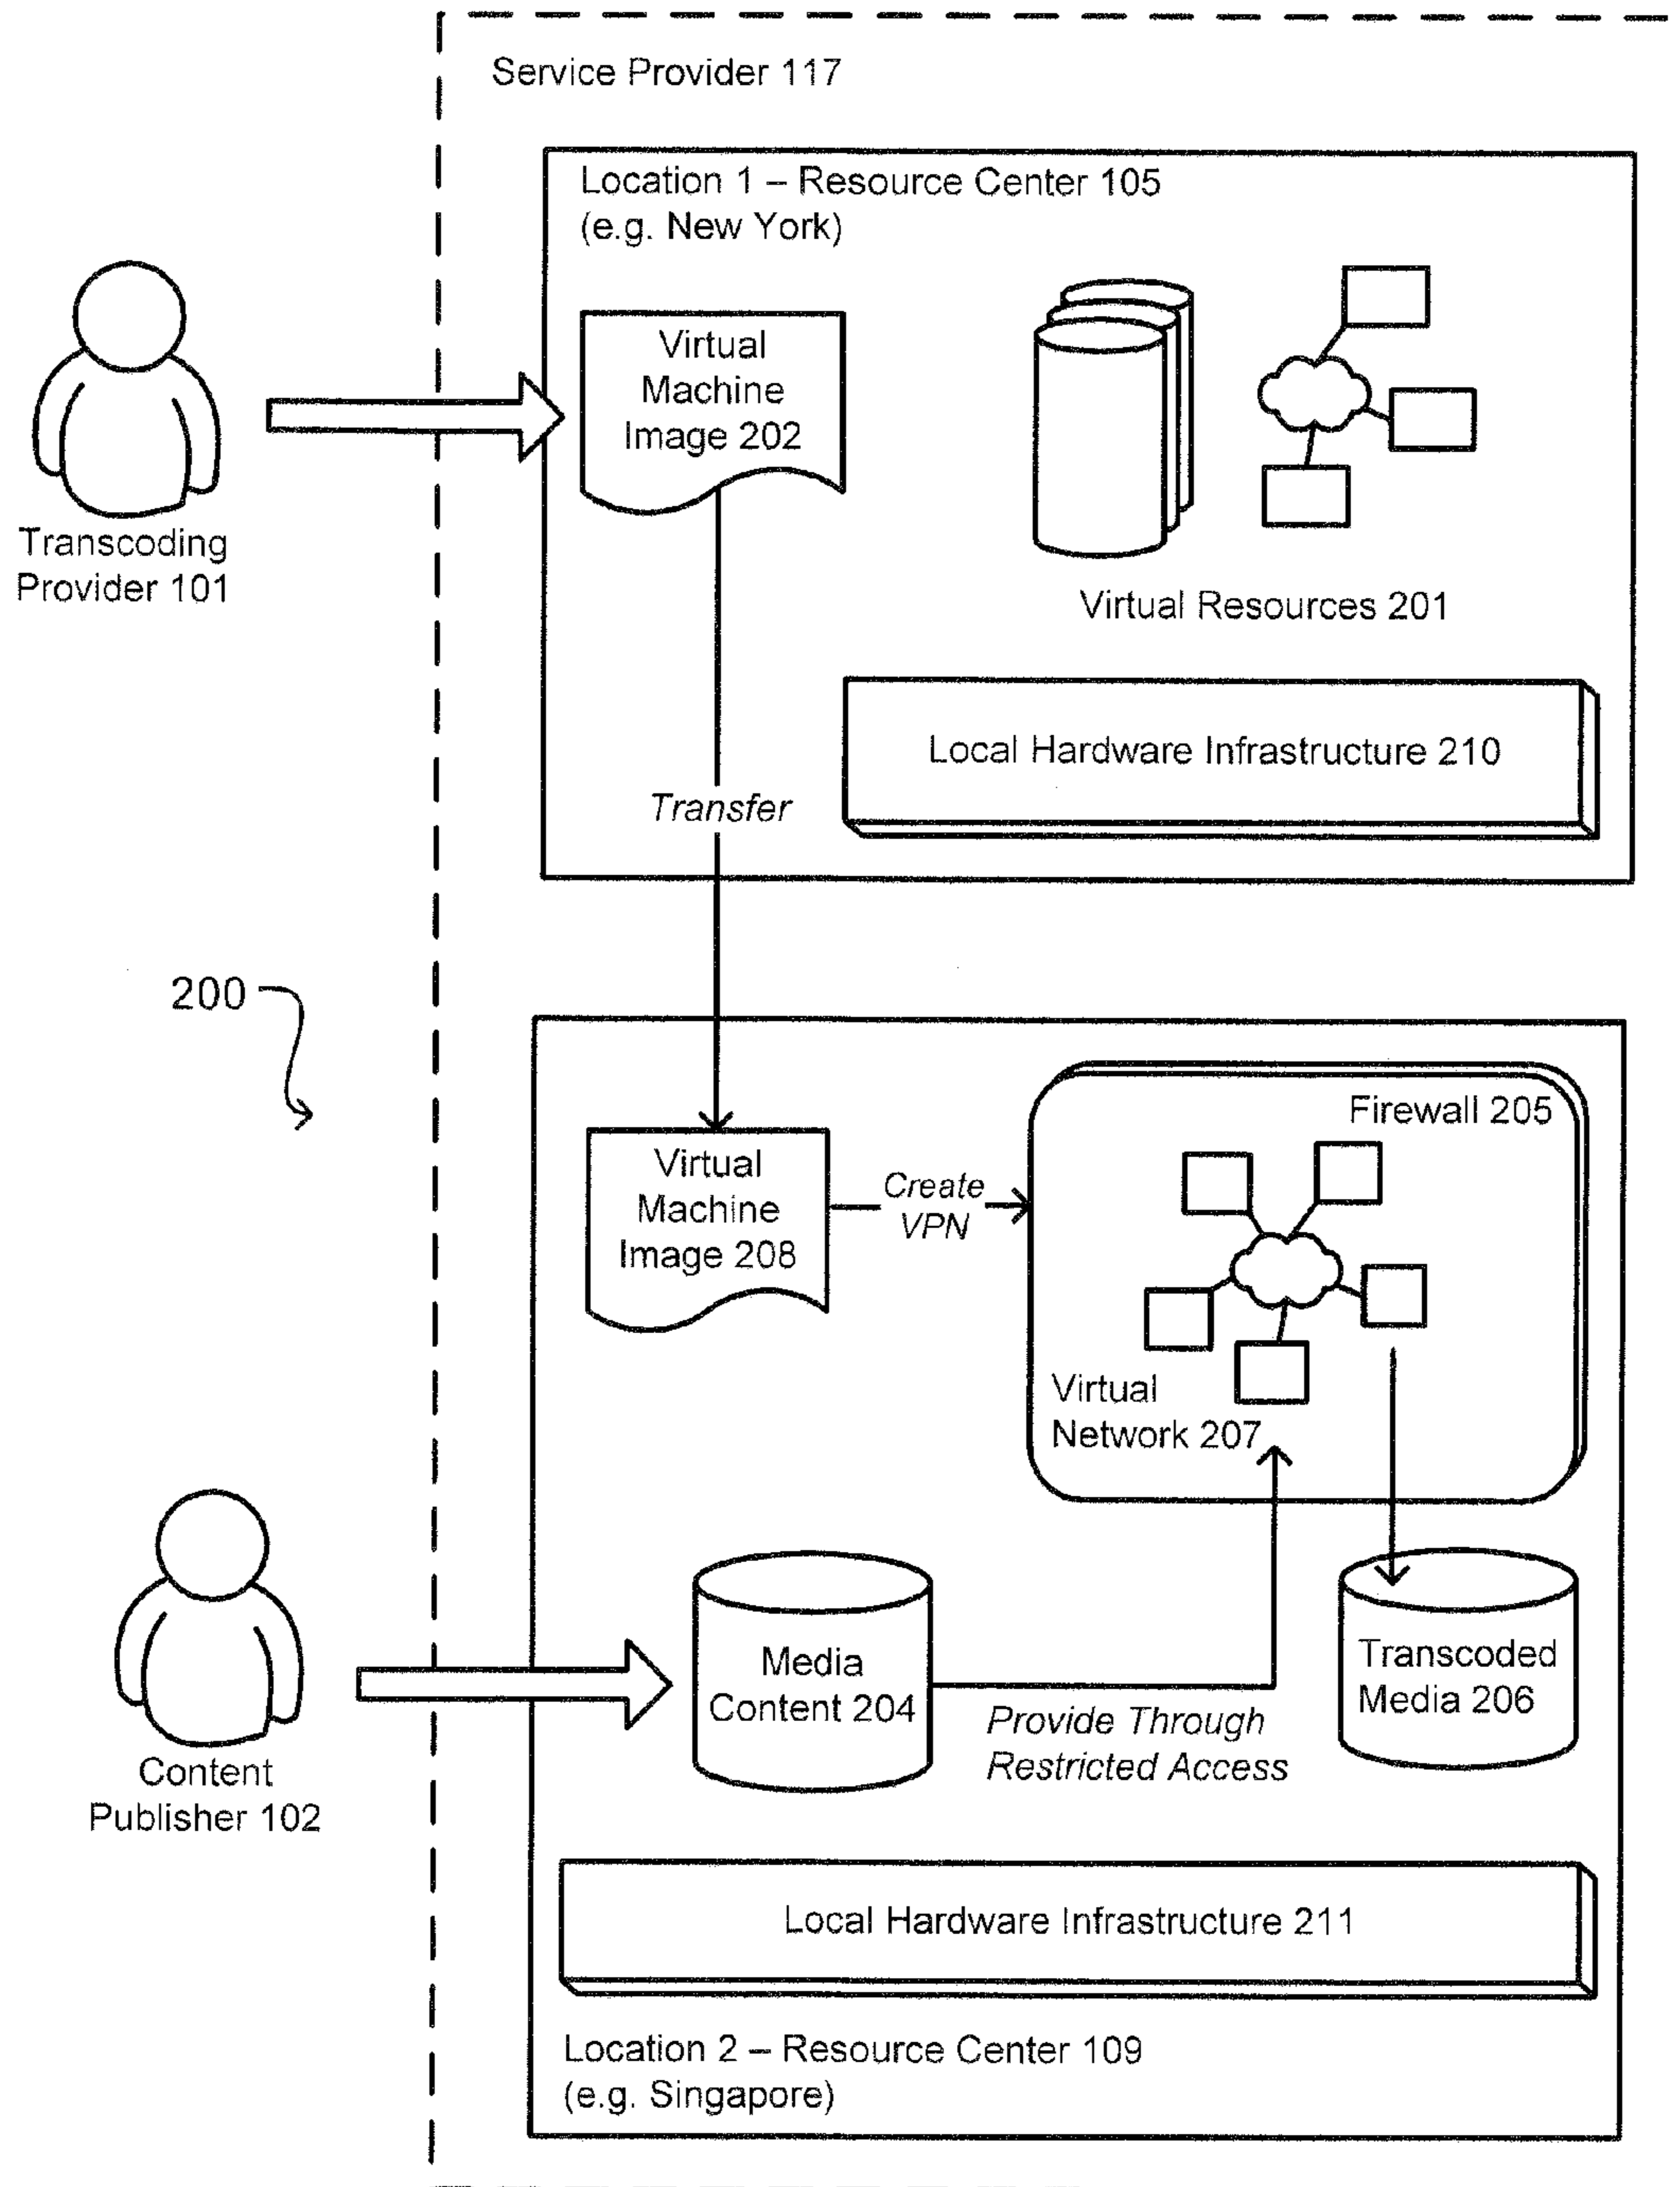 Service Provider 117
Location 1 – Resource Center 105
(e.g. New York)
Virtual
Machine
Image 202
Transcoding
Provider 101
Virtual Resources 201
Local Hardware Infrastructure 210
Transfer
200
Firewall 205
Virtual
Machine
Image 208
Create
VPN
Virtual
Network 207
Media
Content 204
Transcoded
Media 206
Provide Through
Restricted Access
Content
Publisher 102
Local Hardware Infrastructure 211
Location 2 – Resource Center 109
(e.g. Singapore)